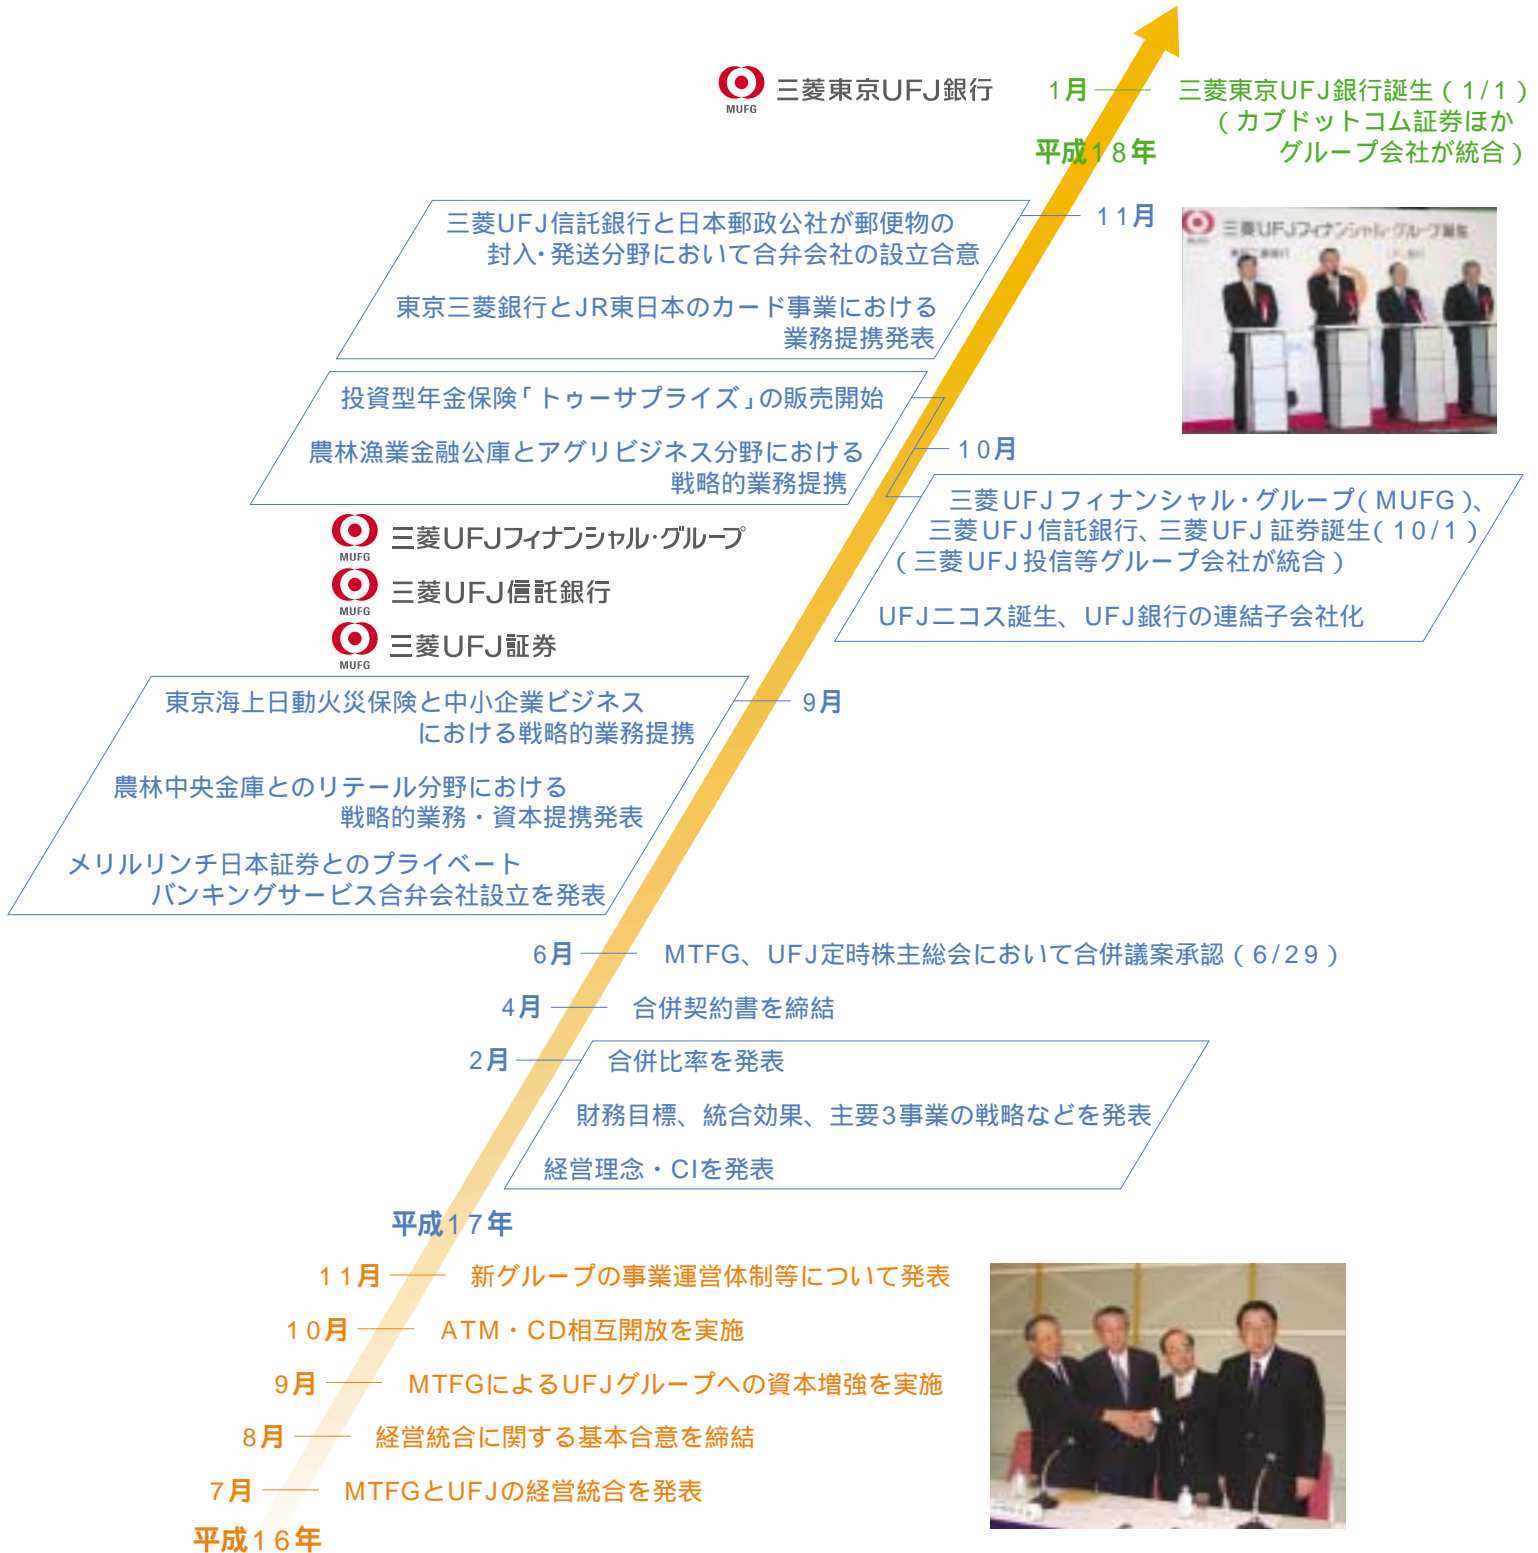 MUFG
三菱東京UFJ銀行
1月
三菱東京UFJ銀行誕生(1/1)
(カブドットコム証券ほか
グループ会社が統合)
平成18年
三菱UFJ信託銀行と日本郵政公社が郵便物の
封入・発送分野において合弁会社の設立合意
東京三菱銀行とJR東日本のカード事業における
業務提携発表
11月
三菱UFJフィナンシャル・グループ誕生
投資型年金保険「トゥーサプライズ」の販売開始
農林漁業金融公庫とアグリビジネス分野における
戦略的業務提携
10月
三菱UFJフィナンシャル・グループ(MUFG)、
三菱UFJ信託銀行、三菱UFJ証券誕生(10/1)
(三菱UFJ投信等グループ会社が統合)
UFJニコス誕生、UFJ銀行の連結子会社化
MUFG
三菱UFJフィナンシャル・グループ
MUFG
三菱UFJ信託銀行
MUFG
三菱UFJ証券
東京海上日動火災保険と中小企業ビジネス
における戦略的業務提携
農林中央金庫とのリテール分野における
戦略的業務・資本提携発表
メリルリンチ日本証券とのプライベート
バンキングサービス合弁会社設立を発表
9月
6月
MTFG、UFJ定時株主総会において合併議案承認(6/29)
4月
合併契約書を締結
2月
合併比率を発表
財務目標、統合効果、主要3事業の戦略などを発表
経営理念・CIを発表
平成17年
11月
新グループの事業運営体制等について発表
10月
ATM・CD相互開放を実施
9月
MTFGによるUFJグループへの資本増強を実施
8月
経営統合に関する基本合意を締結
7月
MTFGとUFJの経営統合を発表
平成16年